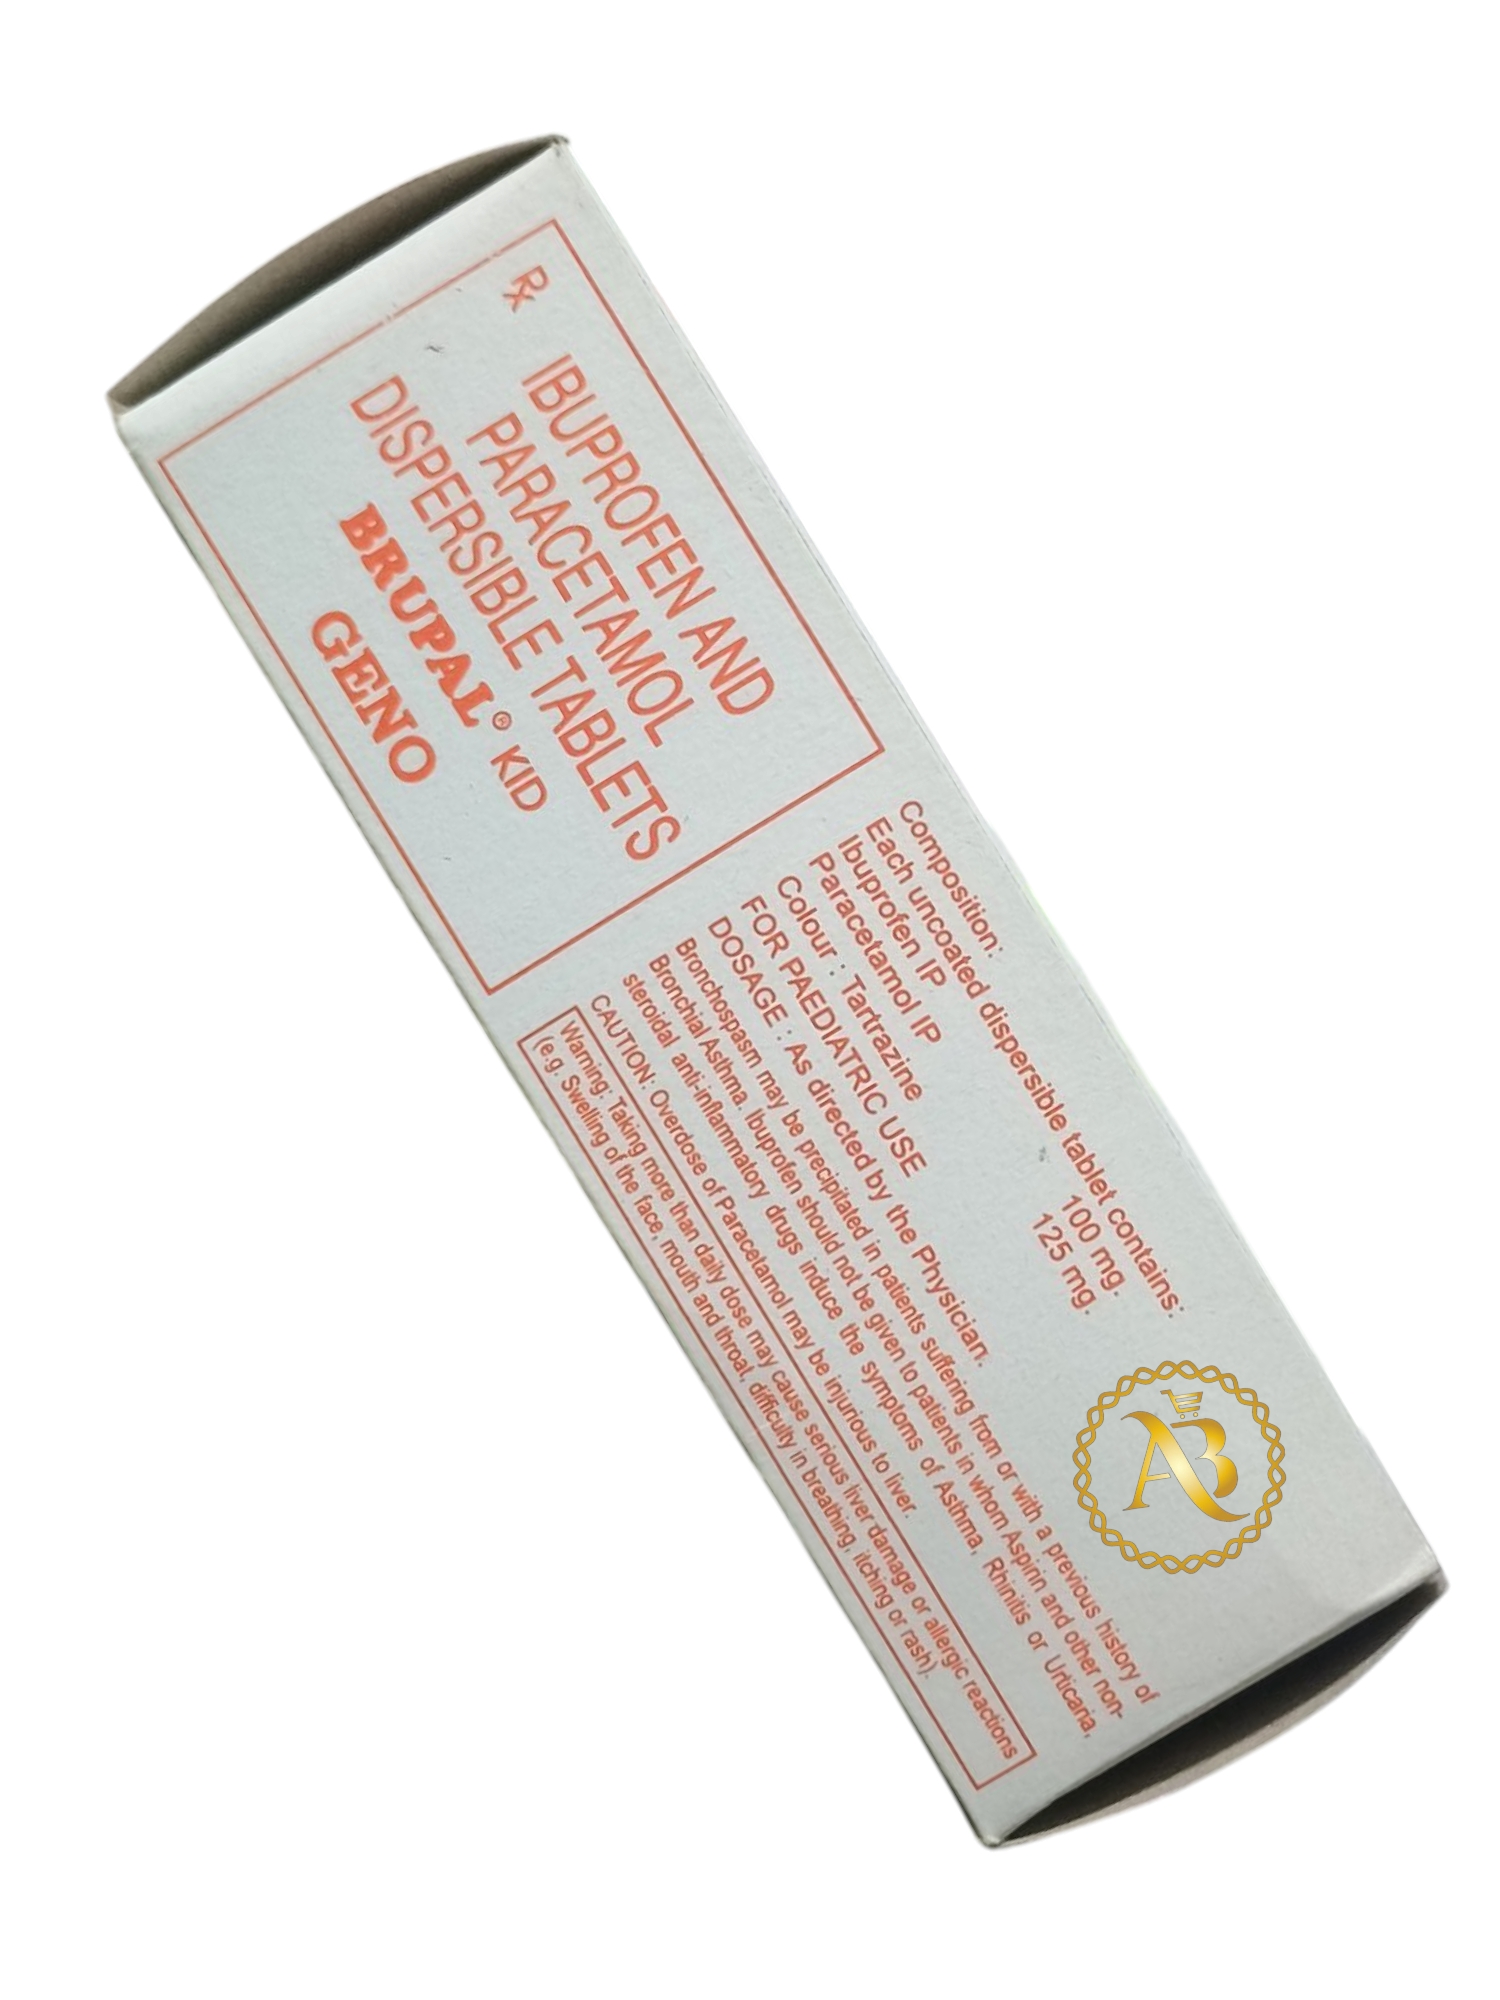 Rx
IBUPROFEN AND
PARACETAMOL
DISPERSIBLE TABLETS
BRUPAL® KID
GENO
Composition:
Each uncoated dispersible tablet contains:
Ibuprofen IP 100 mg.
Paracetamol IP 125 mg.
Colour : Tartrazine
FOR PAEDIATRIC USE
DOSAGE : As directed by the Physician.
Bronchospasm may be precipitated in patients suffering from or with a previous history of
Bronchial Asthma. Ibuprofen should not be given to patients in whom Aspirin and other non-
steroidal anti-inflammatory drugs induce the symptoms of Asthma, Rhinitis or Urticaria.
CAUTION: Overdose of Paracetamol may be injurious to liver.
Warning: Taking more than daily dose may cause serious liver damage or allergic reactions
(e.g. Swelling of the face, mouth and throat, difficulty in breathing, itching or rash).
AB